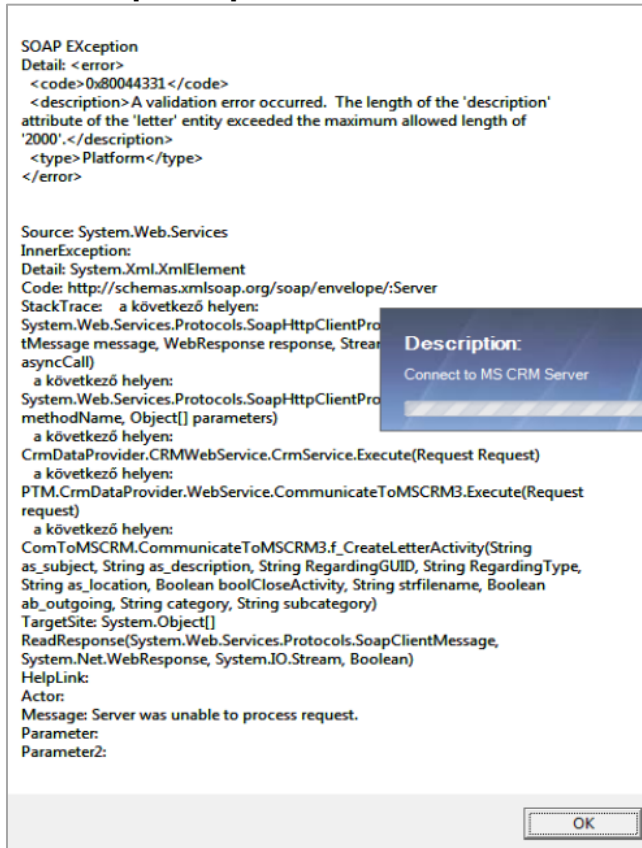 SOAP EXception
Detail: <error>
<code>0x80044331</code>
<description>A validation error occurred.  The length of the 'description'
attribute of the 'letter' entity exceeded the maximum allowed length of
'2000'.</description>
<type>Platform</type>
</error>
Source: System.Web.Services
InnerException:
Detail: System.Xml.XmlElement
Code: http://schemas.xmlsoap.org/soap/envelope/:Server
StackTrace:    a következő helyen:
System.Web.Services.Protocols.SoapHttpClientPro
tMessage message, WebResponse response, Strea
asyncCall)
a következő helyen:
System.Web.Services.Protocols.SoapHttpClientPro
methodName, Object[] parameters)
a következő helyen:
CrmDataProvider.CRMWebService.CrmService.Execute(Request Request)
a következő helyen:
PTM.CrmDataProvider.WebService.CommunicateToMSCRM3.Execute(Request
request)
a következő helyen:
ComToMSCRM.CommunicateToMSCRM3.f_CreateLetterActivity(String
as_subject, String as_description, String RegardingGUID, String RegardingType,
String as_location, Boolean boolCloseActivity, String strfilename, Boolean
ab_outgoing, String category, String subcategory)
TargetSite: System.Object[]
ReadResponse(System.Web.Services.Protocols.SoapClientMessage,
System.Net.WebResponse, System.IO.Stream, Boolean)
HelpLink:
Actor:
Message: Server was unable to process request.
Parameter:
Parameter2:
Description:
Connect to MS CRM Server
OK